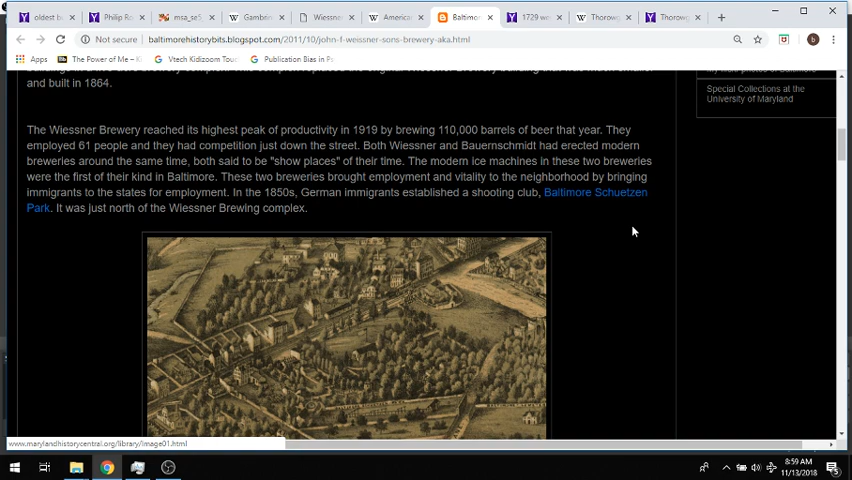 oldest b
Philip R
msa_se5
Gambri
Wiessne
America
Baltimo
1729 we
Thorow
Thorow
Not secure
baltimorehistorybits.blogspot.com/2011/10/john-f-weissner-sons-brewery-aka.html
Apps
The Power of Me – K
Vtech Kidizoom Tou
Publication Bias in Ps
and built in 1864.
Special Collections at the
University of Maryland
The Wiessner Brewery reached its highest peak of productivity in 1919 by brewing 110,000 barrels of beer that year. They
employed 61 people and they had competition just down the street. Both Wiessner and Bauernschmidt had erected modern
breweries around the same time, both said to be "show places" of their time. The modern ice machines in these two breweries
were the first of their kind in Baltimore. These two breweries brought employment and vitality to the neighborhood by bringing
immigrants to the states for employment. In the 1850s, German immigrants established a shooting club, Baltimore Schuetzen
Park. It was just north of the Wiessner Brewing complex.
www.marylandhistorycentral.org/library/Image01.html
8:59 AM
11/13/2018